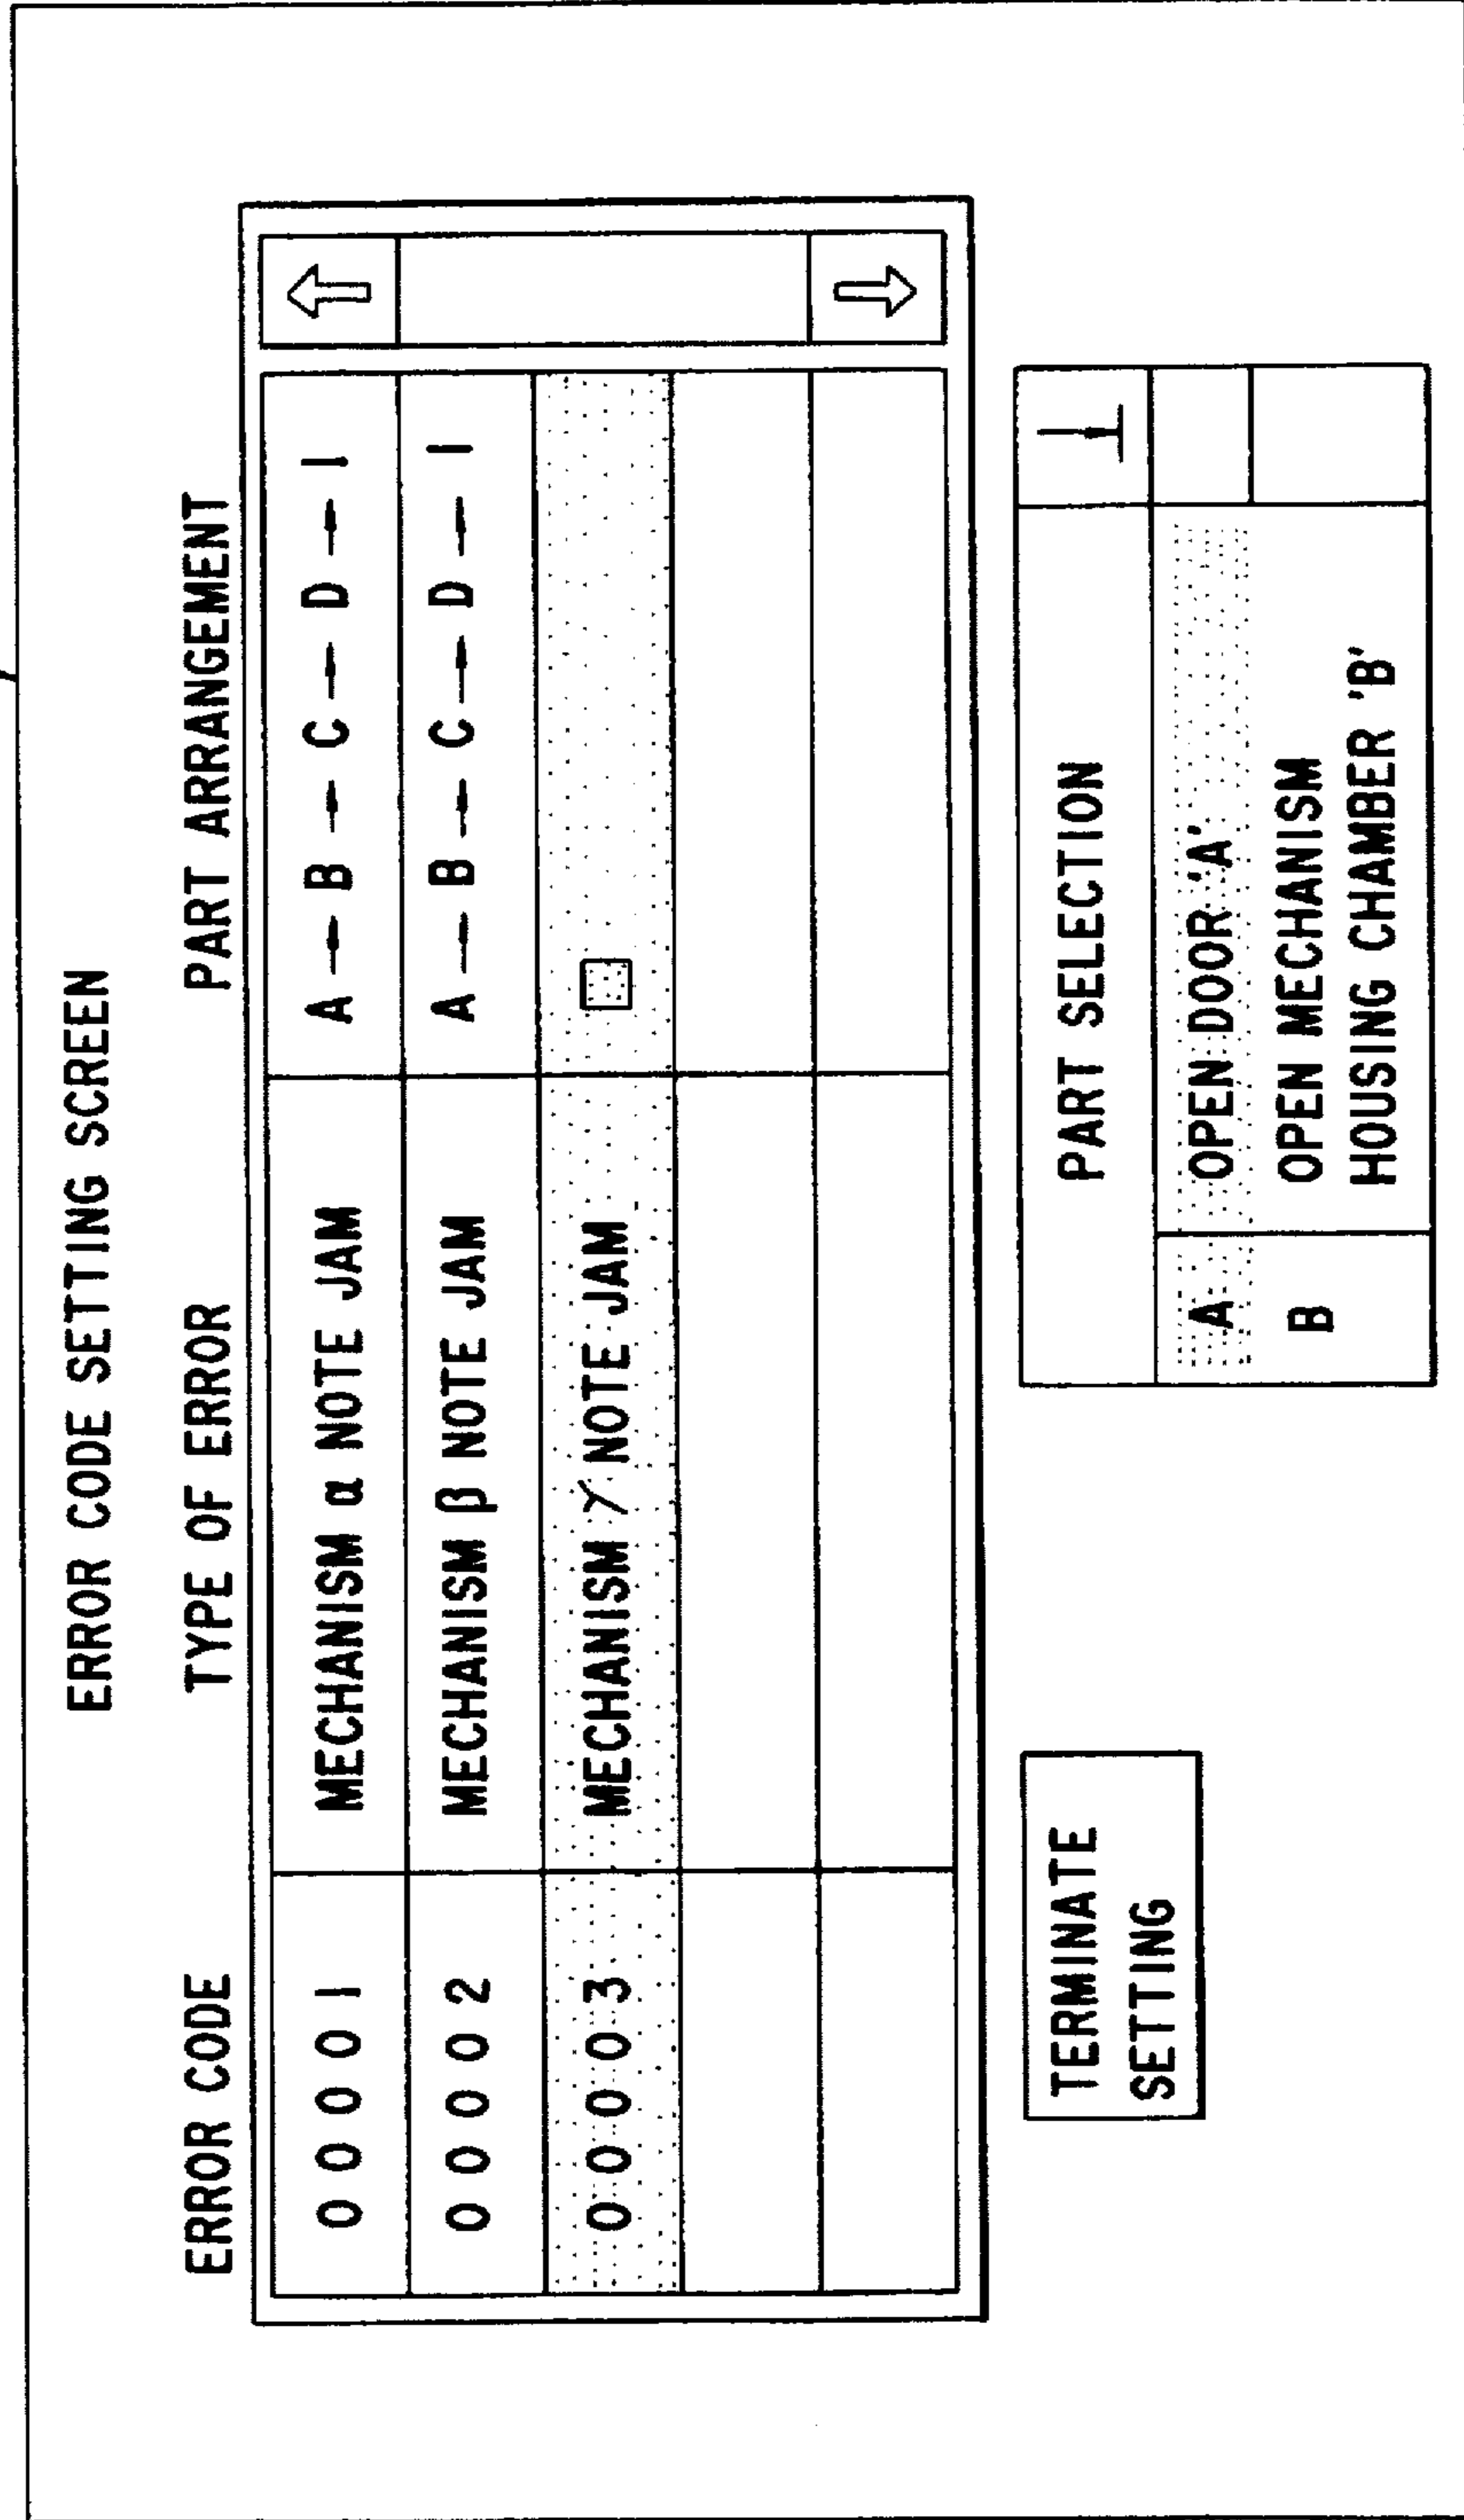 ERROR CODE SETTING SCREEN
ERROR CODE TYPE OF ERROR PART ARRANGEMENT
00001 MECHANISM α NOTE JAM A→B→C→D→I
00002 MECHANISM β NOTE JAM A→B→C→D→I
00003 MECHANISM γ NOTE JAM
TERMINATE
SETTING
PART SELECTION
A OPEN DOOR 'A'
B OPEN MECHANISM
HOUSING CHAMBER 'B'